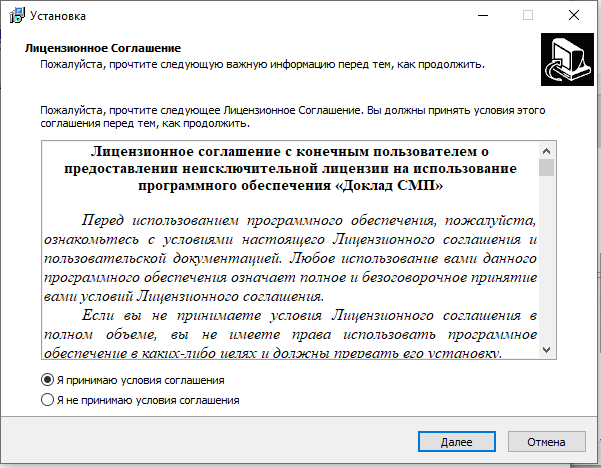 Установка
Лицензионное Соглашение
Пожалуйста, прочтите следующую важную информацию перед тем, как продолжить.
Пожалуйста, прочтите следующее Лицензионное Соглашение. Вы должны принять условия этого
соглашения перед тем, как продолжить.
Лицензионное соглашение с конечным пользователем о
предоставлении неисключительной лицензии на использование
программного обеспечения «Доклад СМП»
Перед использованием программного обеспечения, пожалуйста,
ознакомьтесь с условиями настоящего Лицензионного соглашения и
пользовательской документацией. Любое использование вами данного
программного обеспечения означает полное и безоговорочное принятие
вами условий Лицензионного соглашения.
Если вы не принимаете условия Лицензионного соглашения в
полном объеме, вы не имеете права использовать программное
обеспечение в каких-либо целях и должны прервать его установку.
Я принимаю условия соглашения
Я не принимаю условия соглашения
Далее
Отмена